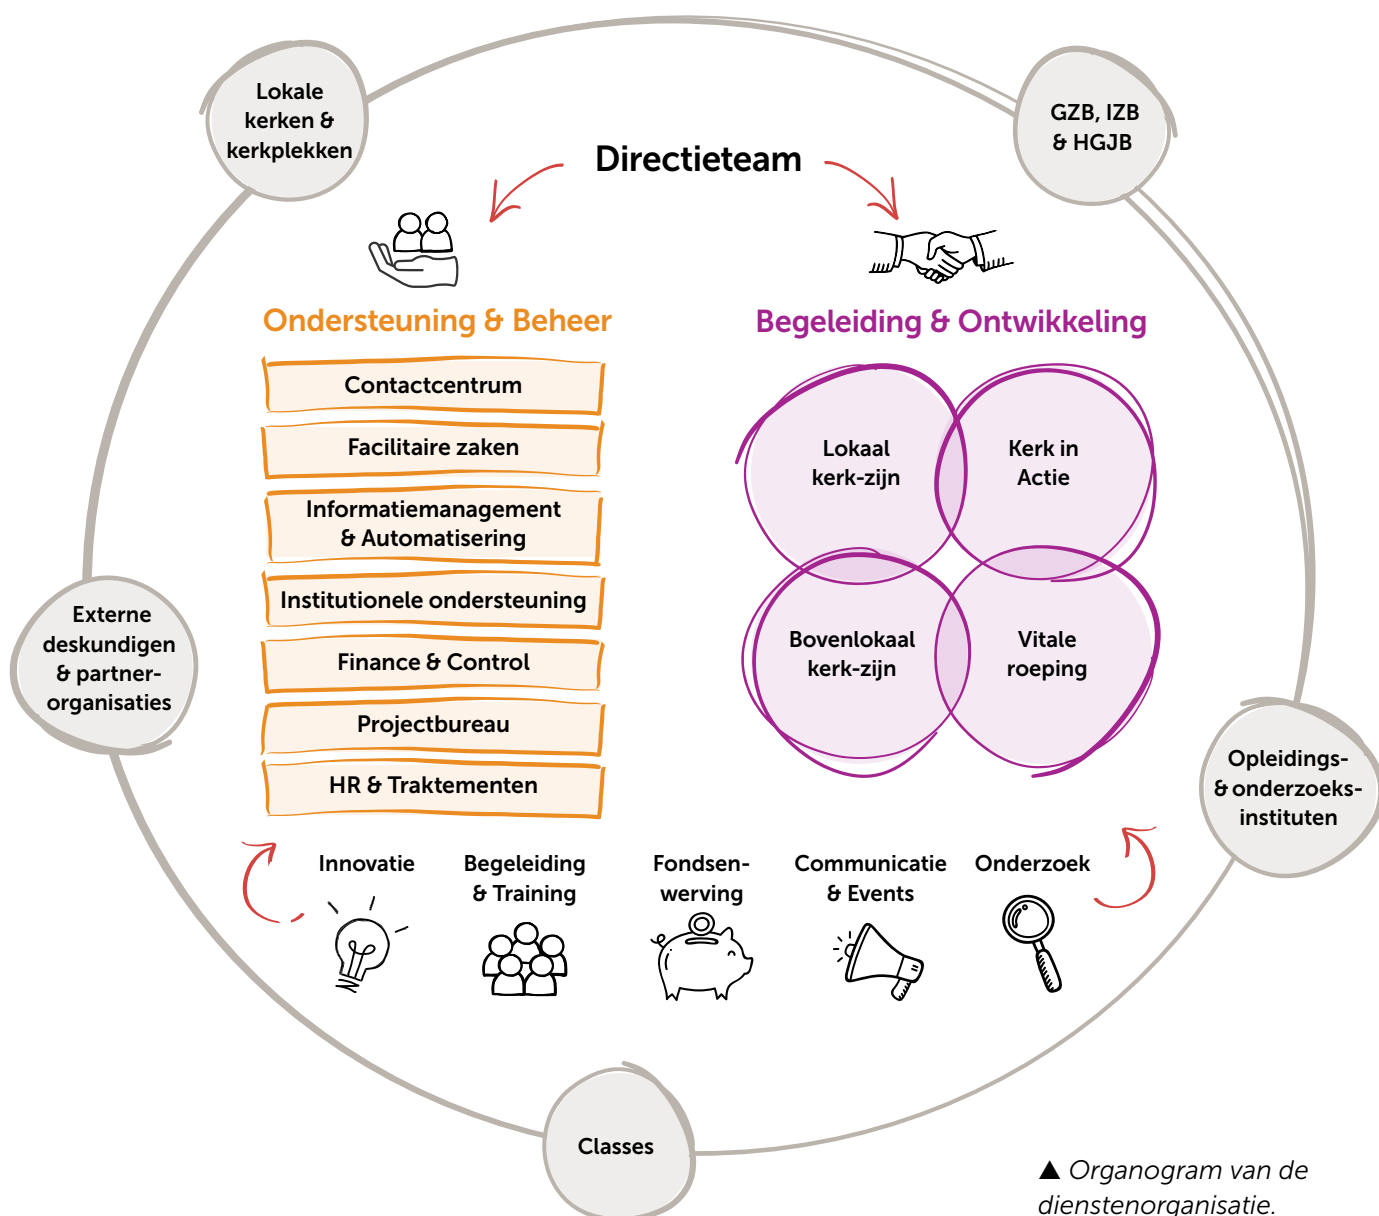 Lokale
kerken &
kerkplekken
GZB, IZB
& HGJB
Directieteam
Ondersteuning & Beheer
Contactcentrum
Facilitaire zaken
Informatiemanagement
& Automatisering
Institutionele ondersteuning
Finance & Control
Projectbureau
HR & Traktementen
Begeleiding & Ontwikkeling
Lokaal
kerk-zijn
Kerk in
Actie
Bovenlokaal
kerk-zijn
Vitale
roeping
Externe
deskundigen
& partner-
organisaties
Opleidings-
& onderzoeks-
instituten
Innovatie
Begeleiding
& Training
Fondsen-
werving
Communicatie
& Events
Onderzoek
Classes
▲ Organogram van de
dienstenorganisatie.